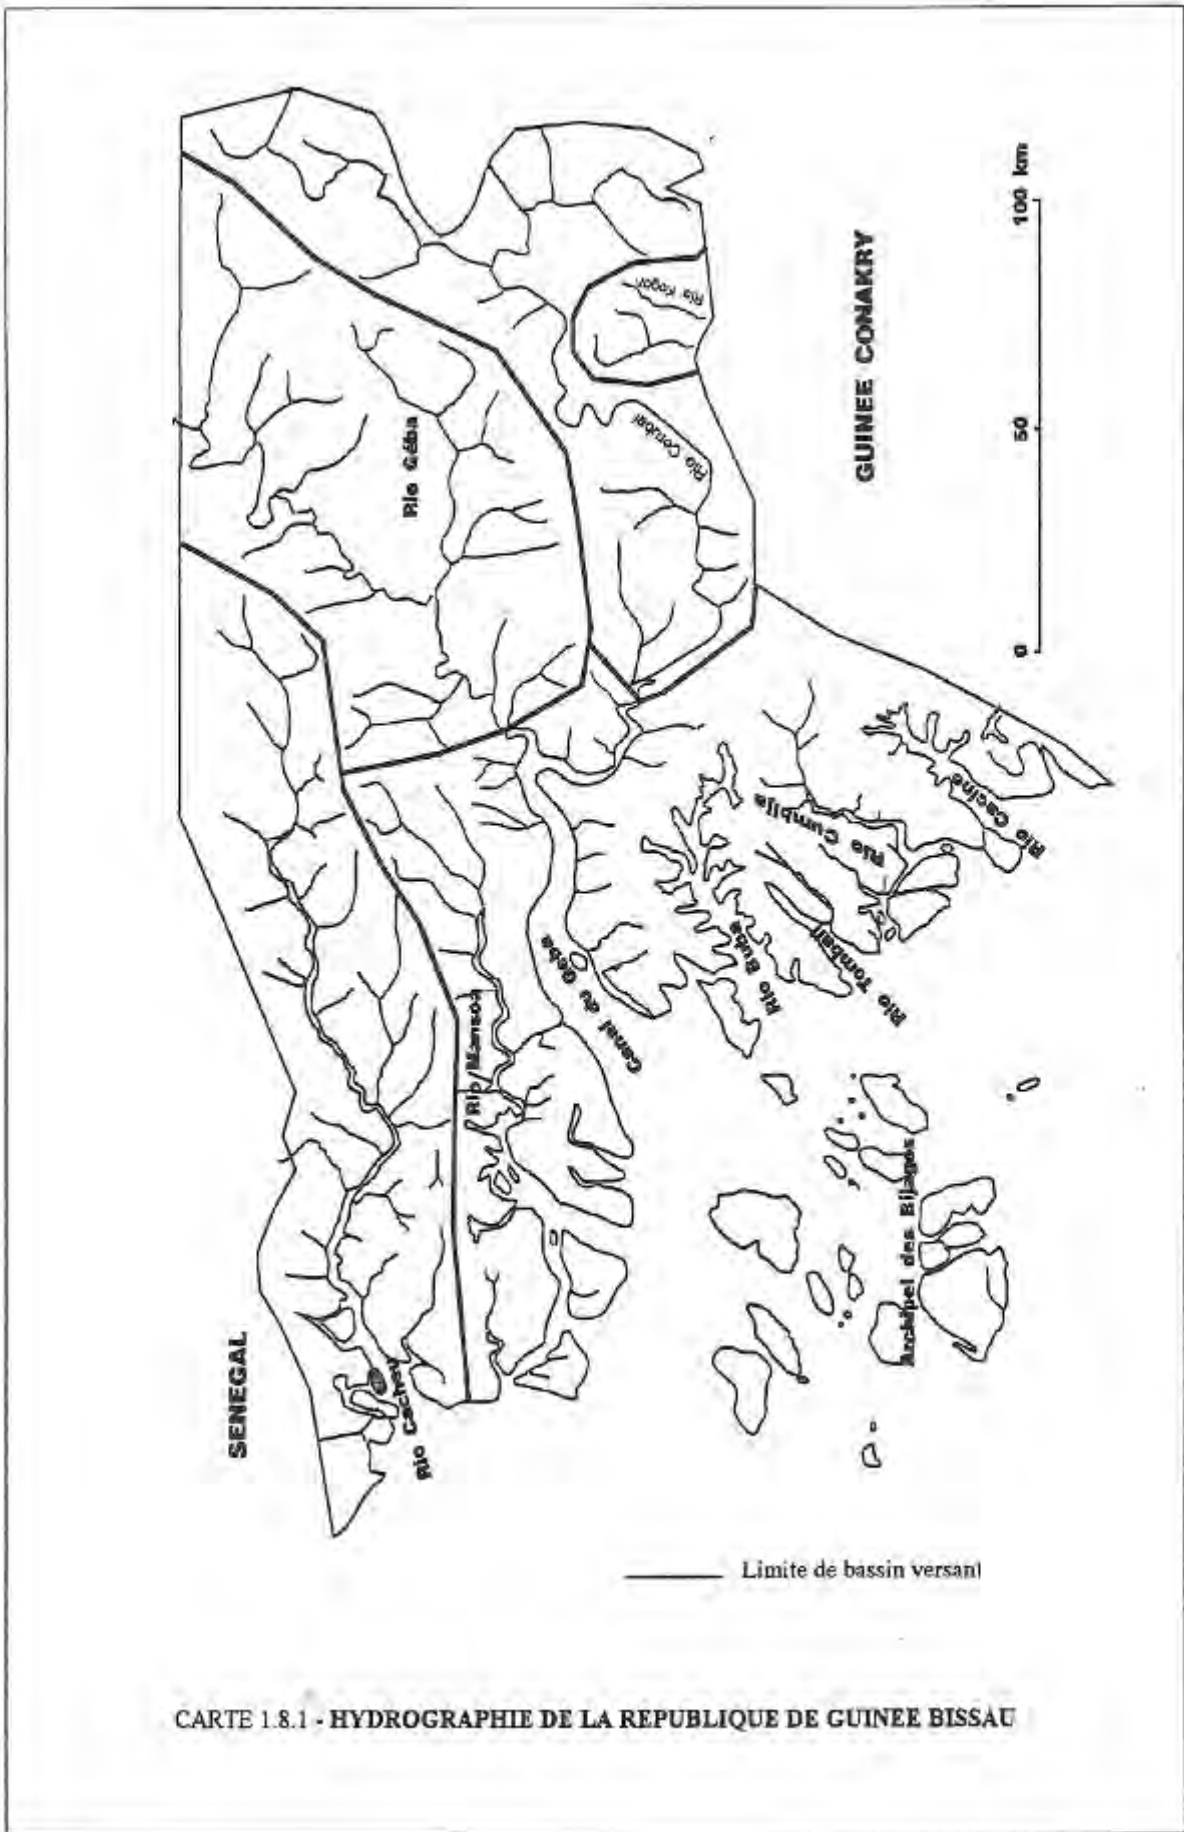 SENEGAL
GUINEE CONAKRY
Rio Géba
Rio Kogol
Rio Corubal
Rio Cacheu
Rio Mansoa
Canal du Geba
Rio Buba
Rio Tombali
Rio Cumbija
Rio Cacine
Archipel des Bijagos
0 50 100 km
Limite de bassin versant
CARTE 1.8.1 - HYDROGRAPHIE DE LA REPUBLIQUE DE GUINEE BISSAU